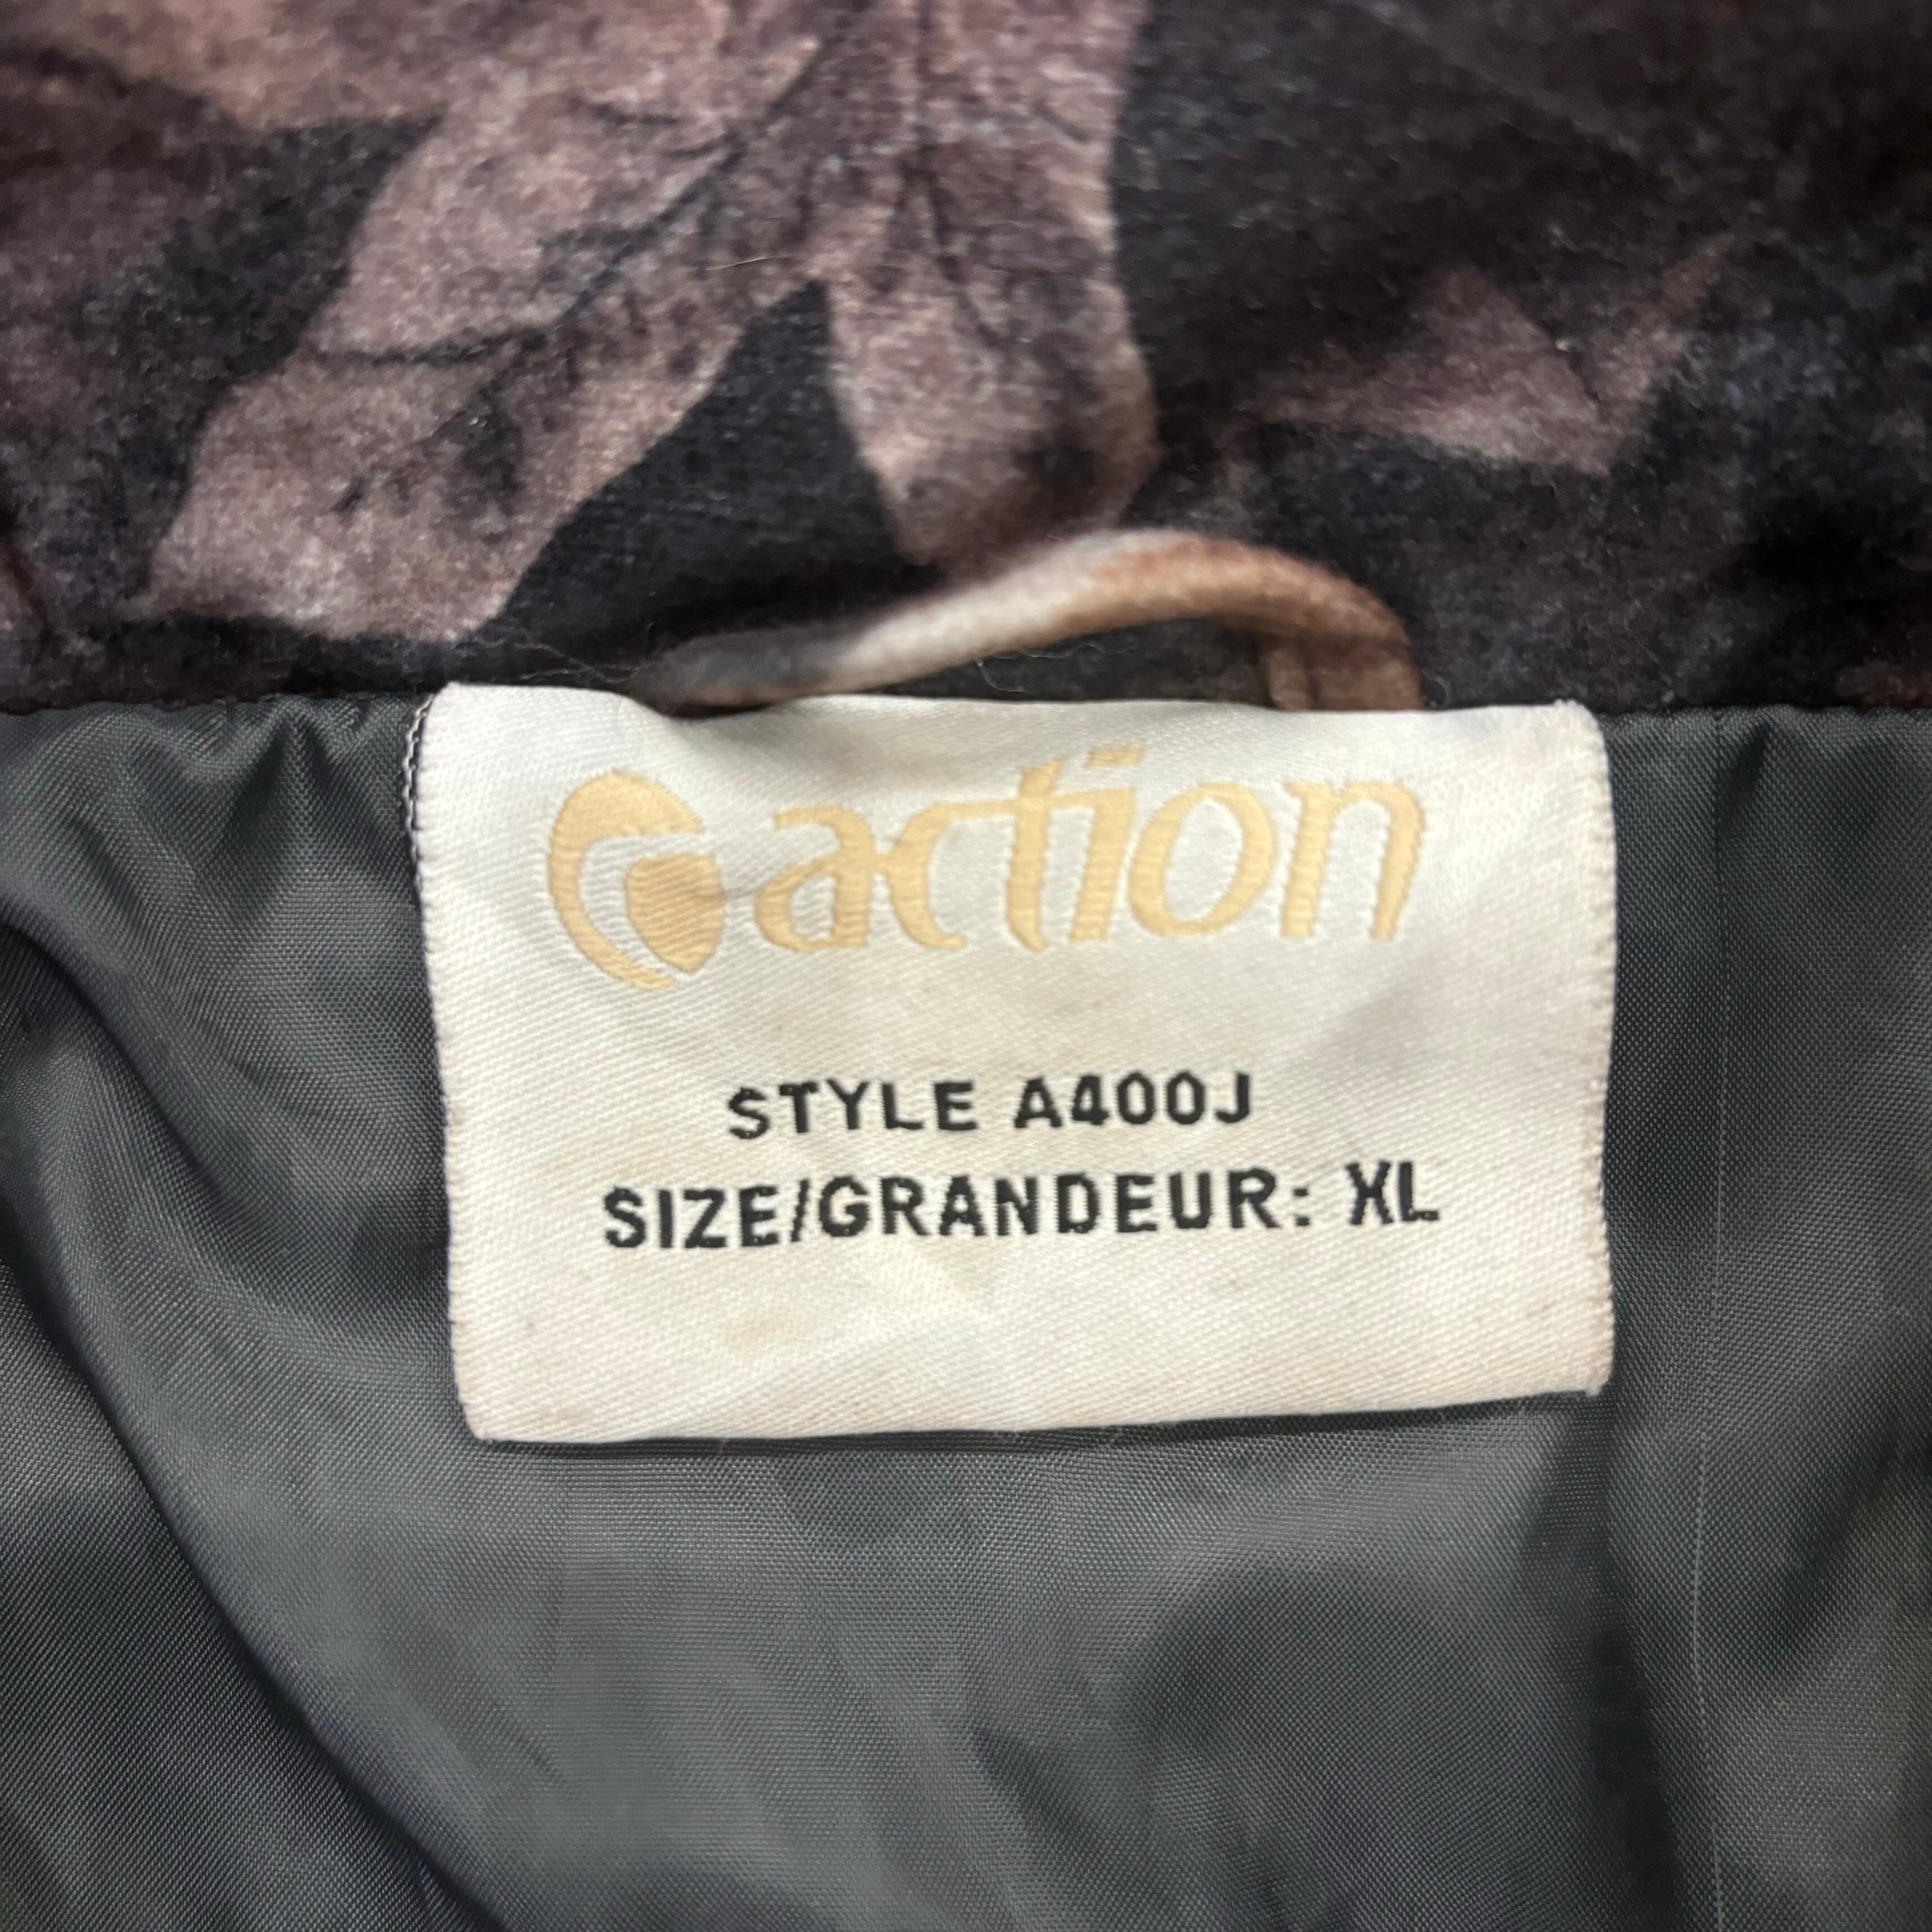 action
STYLE A400J
SIZE/GRANDEUR: XL